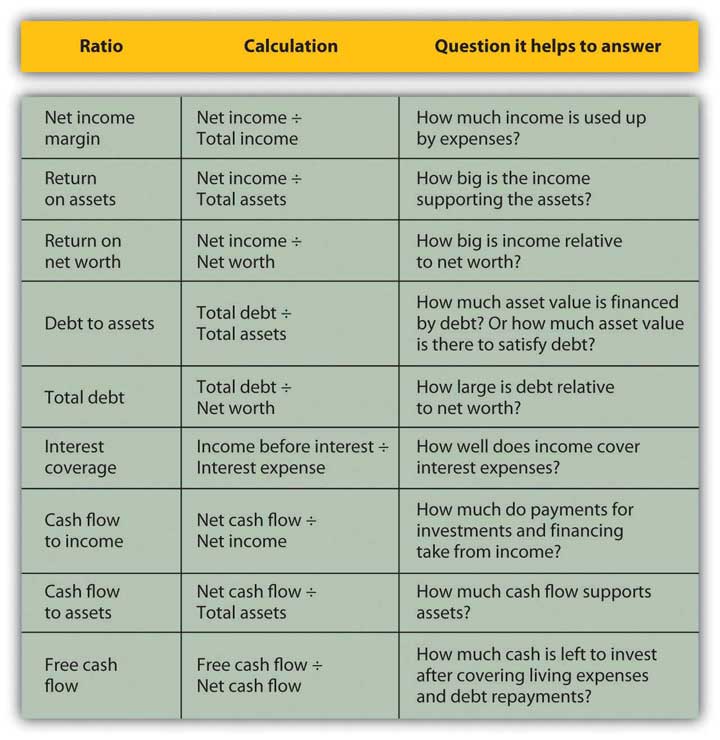 Ratio
Calculation
Question it helps to answer
Net income
margin
Net income ÷
Total income
How much income is used up
by expenses?
Return
on assets
Net income ÷
Total assets
How big is the income
supporting the assets?
Return on
net worth
Net income ÷
Net worth
How big is income relative
to net worth?
Debt to assets
Total debt ÷
Total assets
How much asset value is financed
by debt? Or how much asset value
is there to satisfy debt?
Total debt
Total debt ÷
Net worth
How large is debt relative
to net worth?
Interest
coverage
Income before interest ÷
Interest expense
How well does income cover
interest expenses?
Cash flow
to income
Net cash flow ÷
Net income
How much do payments for
investments and financing
take from income?
Cash flow
to assets
Net cash flow ÷
Total assets
How much cash flow supports
assets?
Free cash
flow
Free cash flow ÷
Net cash flow
How much cash is left to invest
after covering living expenses
and debt repayments?